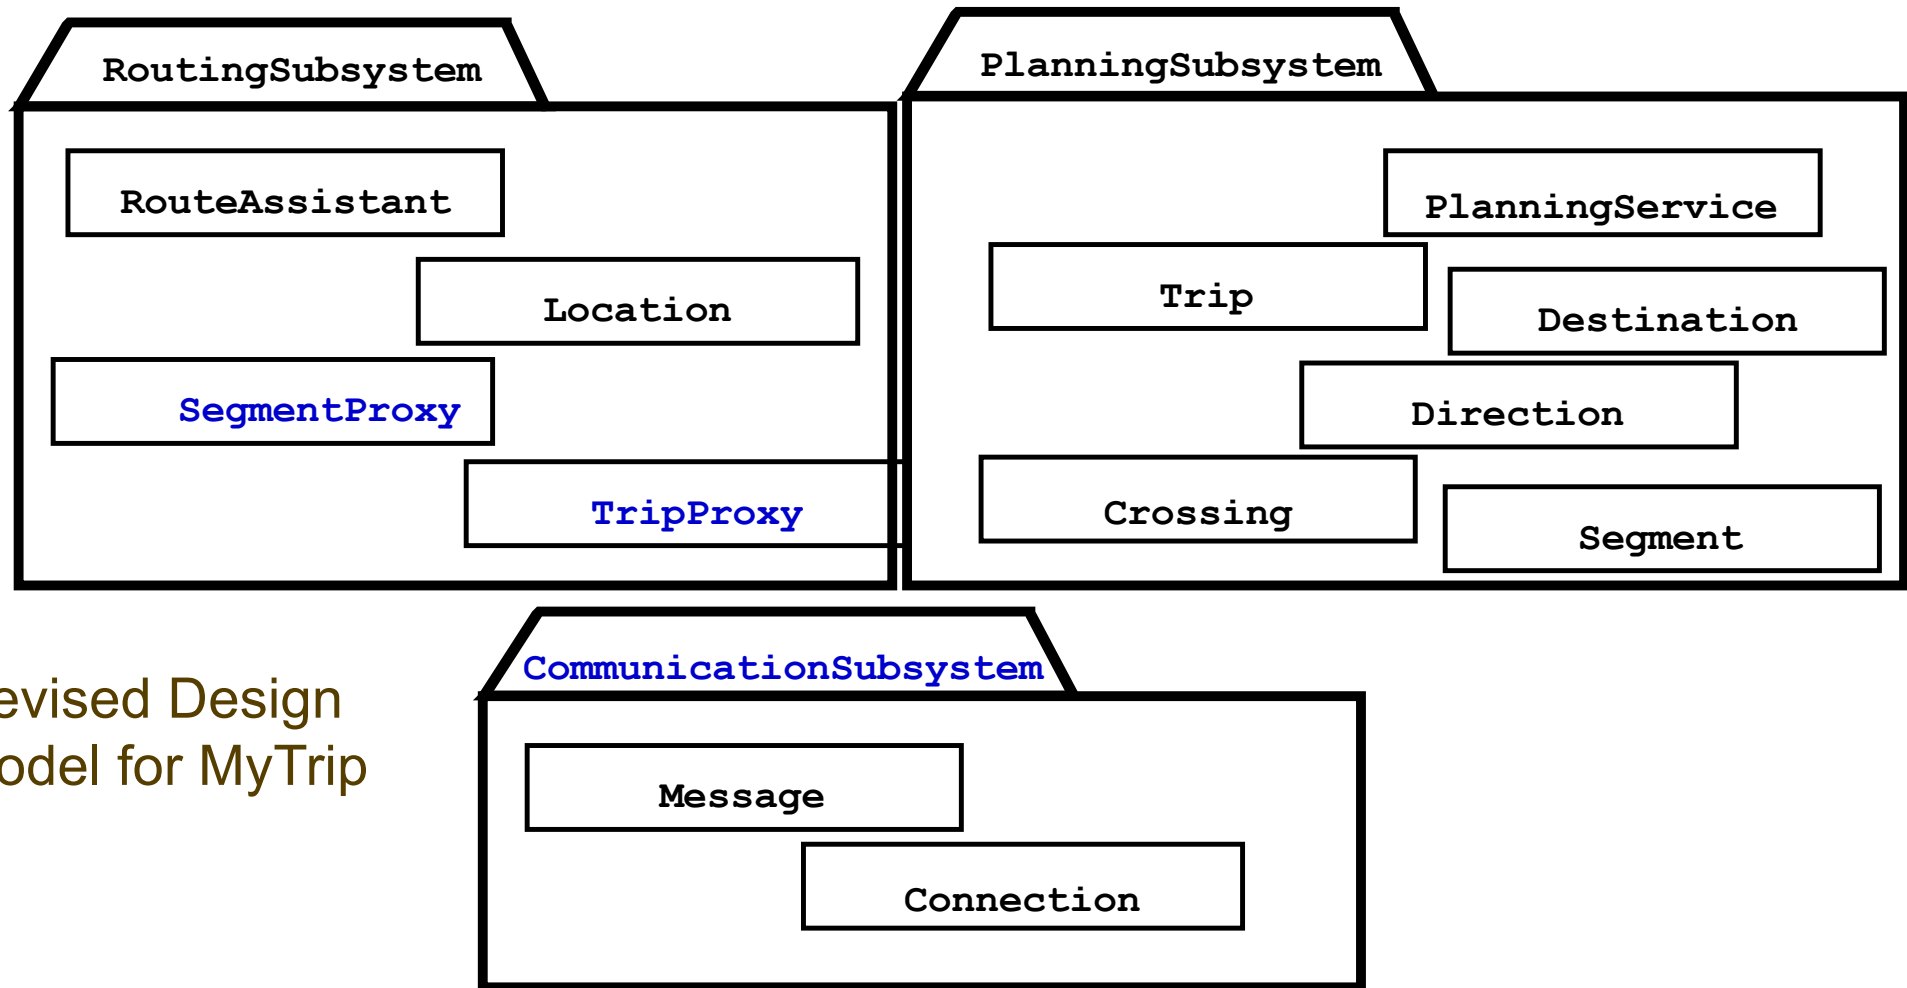 RoutingSubsystem
PlanningSubsystem
RouteAssistant
PlanningService
Location
Trip
Destination
SegmentProxy
Direction
TripProxy
Crossing
Segment
CommunicationSubsystem
evised Design
odel for MyTrip
Message
Connection